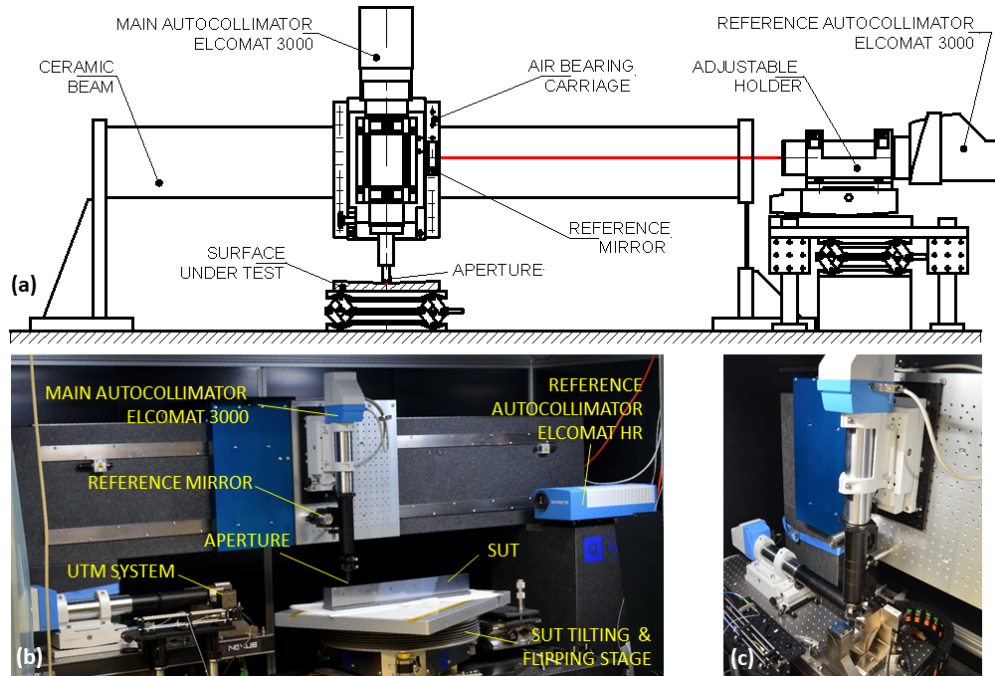 MAIN AUTOCOLLIMATOR
ELCOMAT 3000
REFERENCE AUTOCOLLIMATOR
ELCOMAT 3000
CERAMIC
BEAM
AIR BEARING
CARRIAGE
ADJUSTABLE
HOLDER
SURFACE
UNDER TEST
APERTURE
REFERENCE
MIRROR
(a)
MAIN AUTOCOLLIMATOR
ELCOMAT 3000
REFERENCE
AUTOCOLLIMATOR
ELCOMAT HR
REFERENCE MIRROR
APERTURE
SUT
UTM SYSTEM
NEXUS
SUT TILTING &
FLIPPING STAGE
(b)
(c)